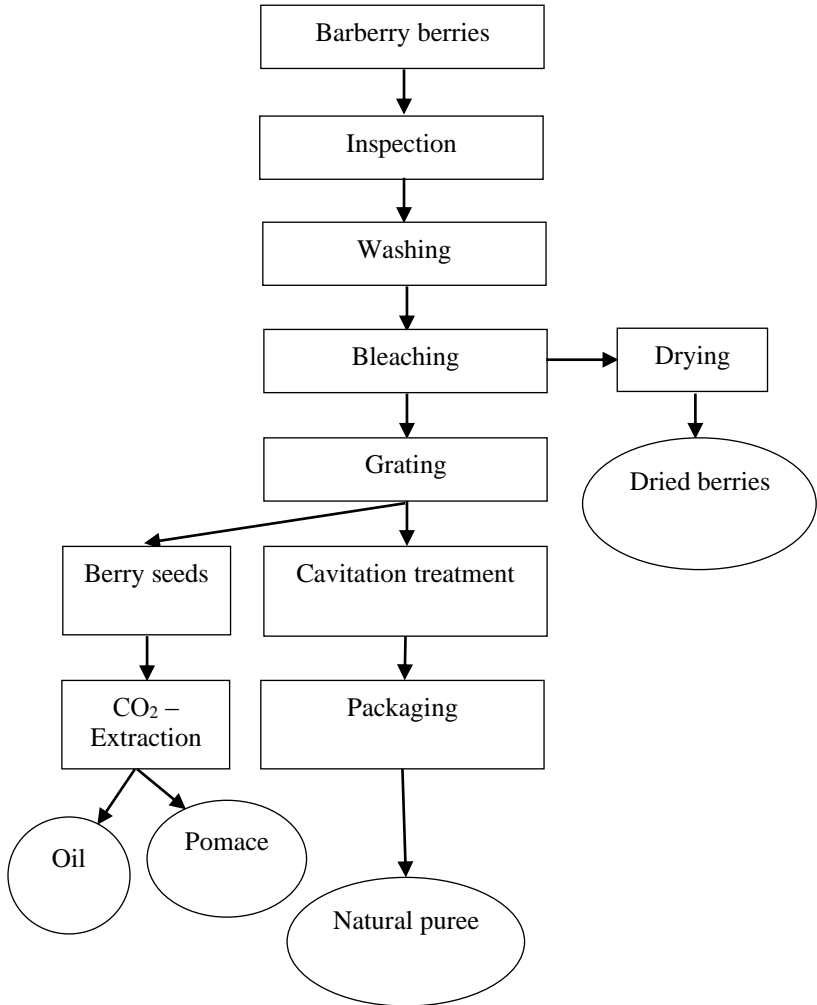 Barberry berries
Inspection
Washing
Bleaching
Drying
Grating
Dried berries
Berry seeds
Cavitation treatment
CO₂ –
Extraction
Packaging
Oil
Pomace
Natural puree